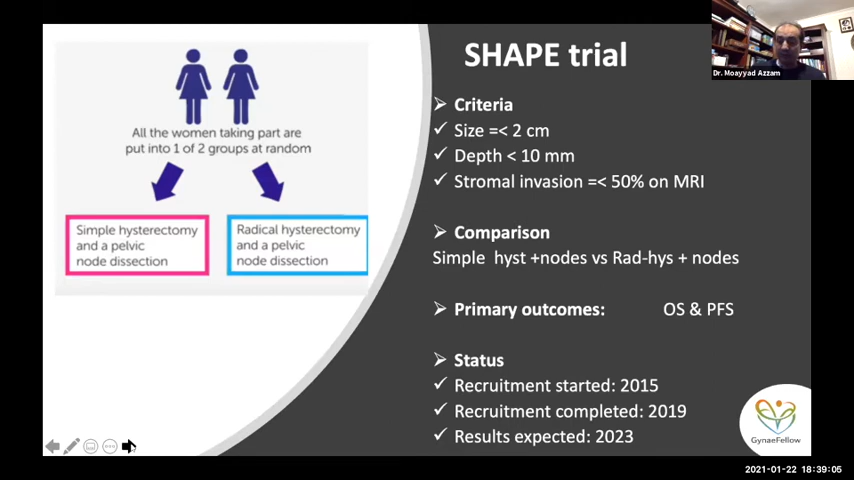 SHAPE trial
All the women taking part are
put into 1 of 2 groups at random
Simple hysterectomy
and a pelvic
node dissection
Radical hysterectomy
and a pelvic
node dissection
Criteria
Size =< 2 cm
Depth < 10 mm
Stromal invasion =< 50% on MRI
Comparison
Simple hyst +nodes vs Rad-hys + nodes
Primary outcomes: OS & PFS
Status
Recruitment started: 2015
Recruitment completed: 2019
Results expected: 2023
GynaeFellow
Dr. Moayyad Azzam
2021-01-22 18:39:05